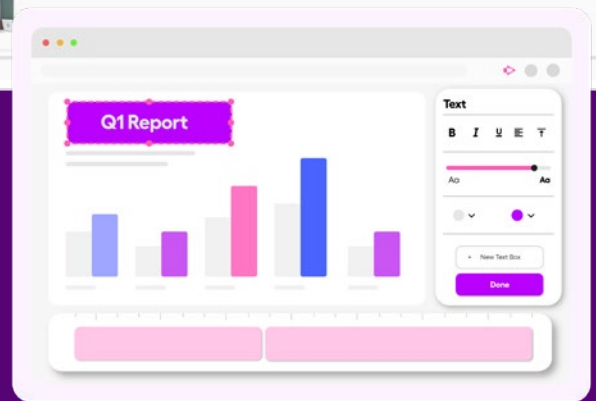 Q1 Report
Text
B I U
Aa Aa
+ New Text Box
Done